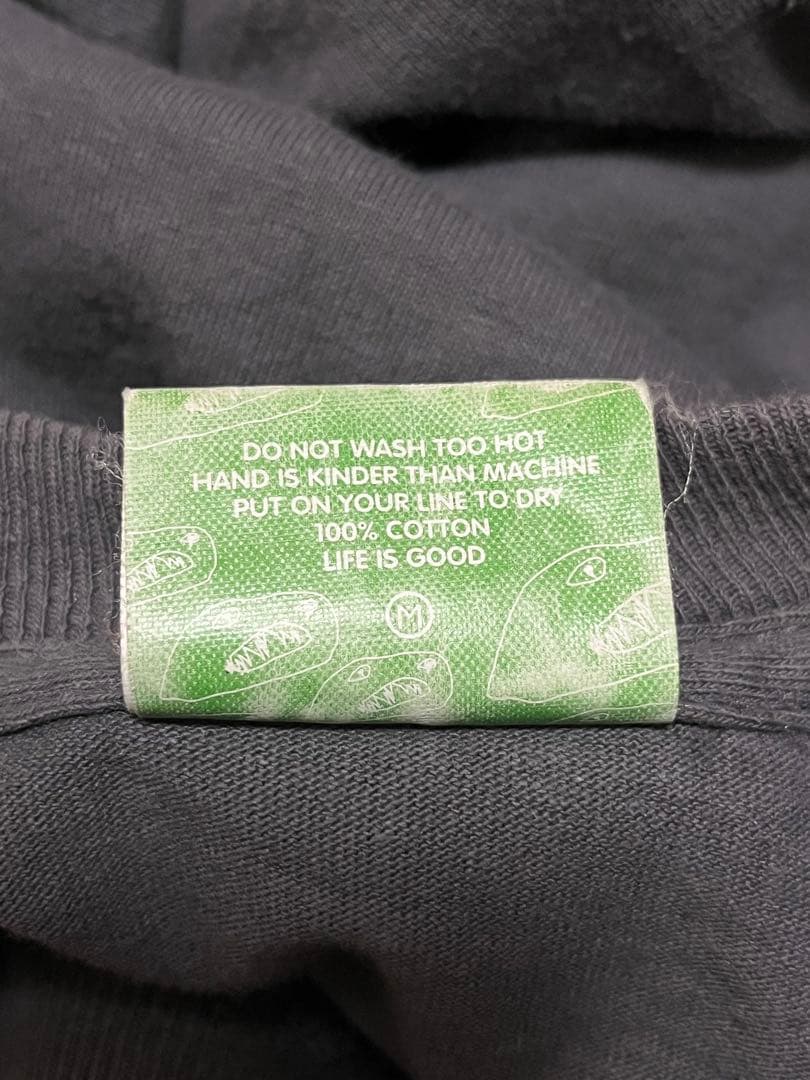 DO NOT WASH TOO HOT
HAND IS KINDER THAN MACHINE
PUT ON YOUR LINE TO DRY
100% COTTON
LIFE IS GOOD
M